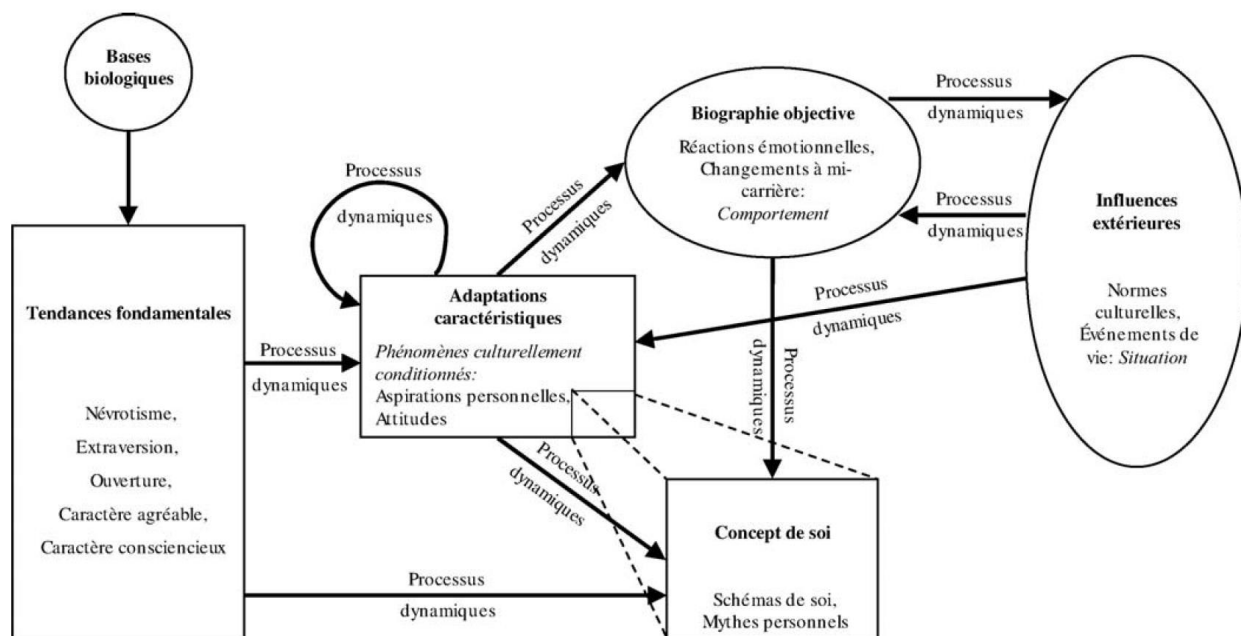 Bases
biologiques
Processus
dynamiques
Biographie objective
Réactions émotionnelles,
Changements à mi-
carrière:
Comportement
Processus
dynamiques
Processus
dynamiques
Influences
extérieures
Normes
culturelles,
Événements de
vie: Situation
Processus
dynamiques
Processus
dynamiques
Tendances fondamentales
Névrotisme,
Extraversion,
Ouverture,
Caractère agréable,
Caractère consciencieux
Processus
dynamiques
Adaptations
caractéristiques
Phénomènes culturellement
conditionnés:
Aspirations personnelles,
Attitudes
Processus
dynamiques
Processus
dynamiques
Processus
dynamiques
Concept de soi
Schémas de soi,
Mythes personnels
Processus
dynamiques